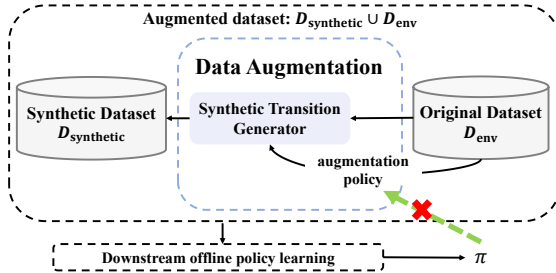 Augmented dataset: D_synthetic ∪ D_env
Data Augmentation
Synthetic Dataset
D_synthetic
Synthetic Transition
Generator
Original Dataset
D_env
augmentation
policy
Downstream offline policy learning
π